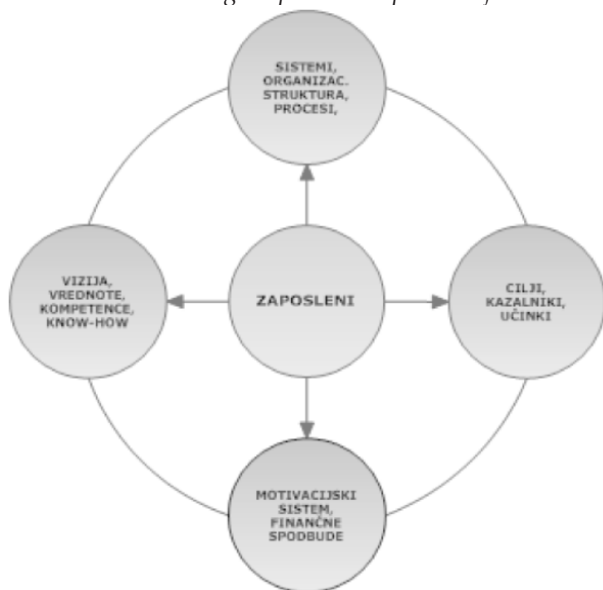 SISTEMI,
ORGANIZAC.
STRUKTURA,
PROCESI,
VIZIJA,
VREDNOTE,
KOMPETENCE,
KNOW-HOW
ZAPOSLENI
CILJI,
KAZALNIKI,
UČINKI
MOTIVACIJSKI
SISTEM,
FINANČNE
SPODBUDE